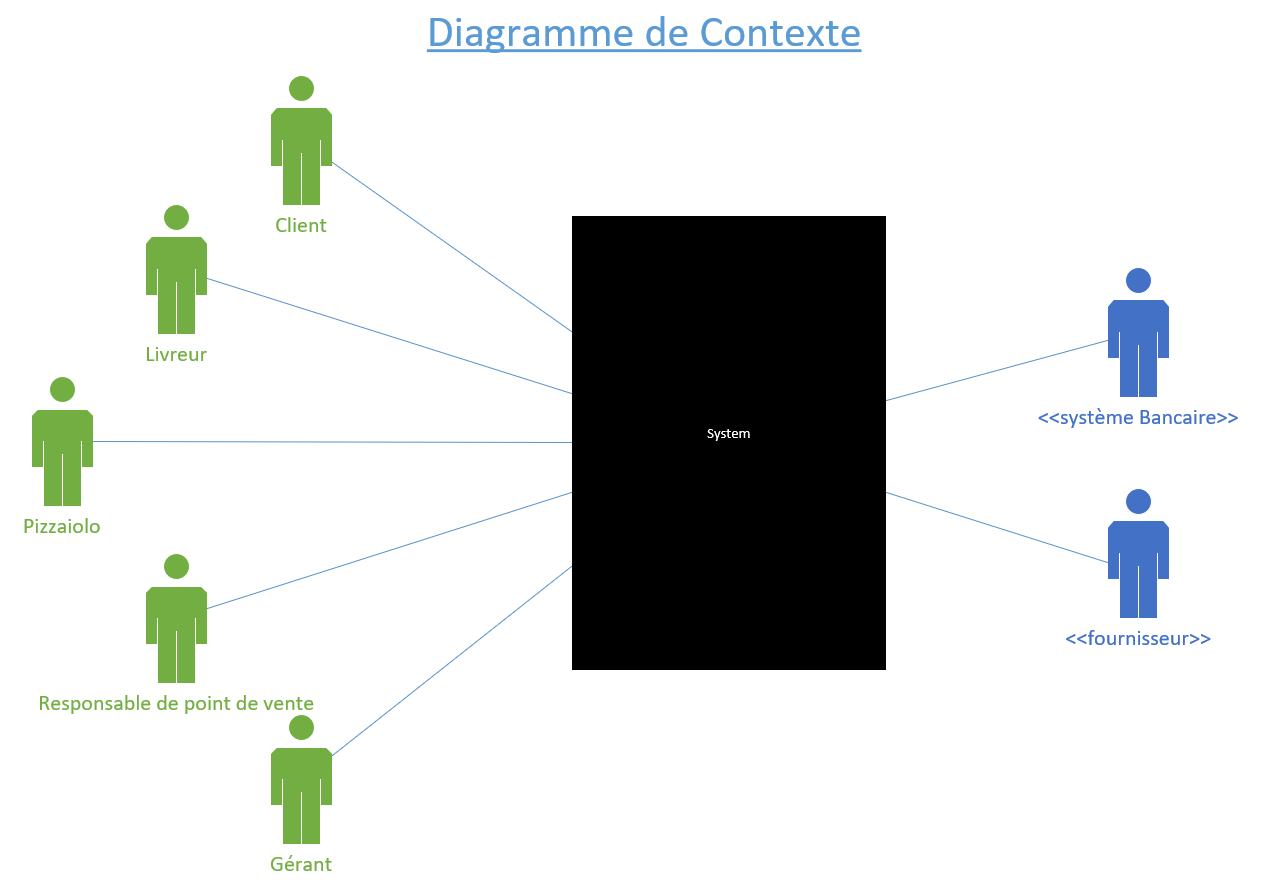 Diagramme de Contexte
Client
Livreur
Pizzaiolo
Responsable de point de vente
Gérant
System
<<système Bancaire>>
<<fournisseur>>